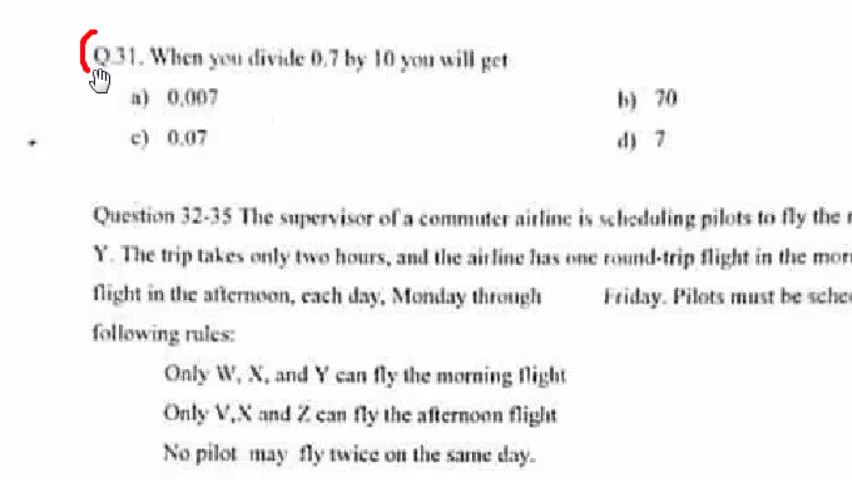 Q.31. When you divide 0.7 by 10 you will get
a) 0.007 b) 70
c) 0.07 d) 7
Question 32-35 The supervisor of a commuter airline is scheduling pilots to fly the
Y. The trip takes only two hours, and the airline has one round-trip flight in the
flight in the afternoon, each day, Monday through Friday. Pilots must be
following rules:
Only W, X, and Y can fly the morning flight
Only V,X and Z can fly the afternoon flight
No pilot may fly twice on the same day.